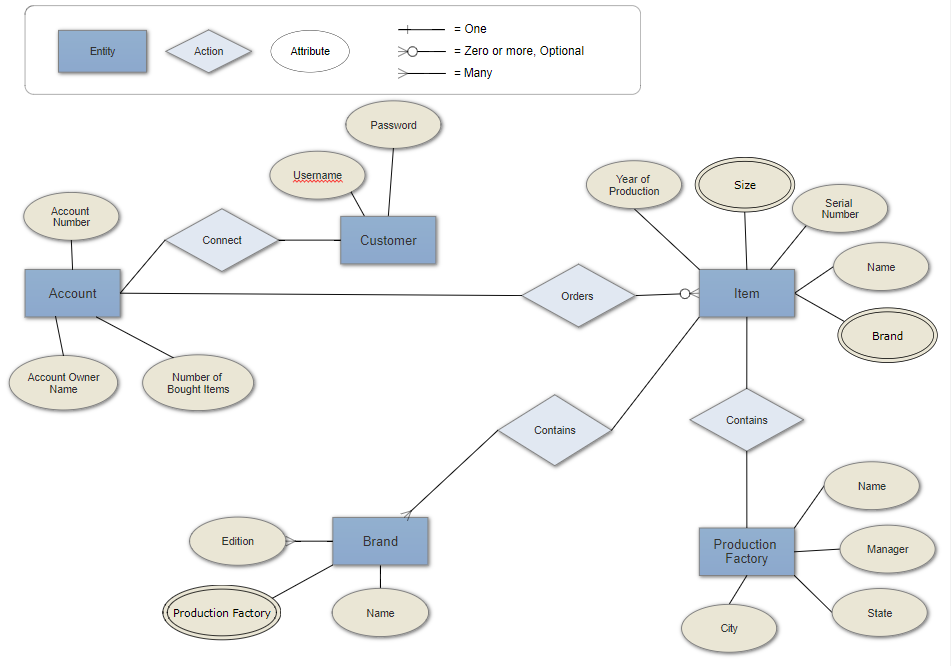 Entity
Action
Attribute
= One
= Zero or more, Optional
= Many
Password
Username
Year of
Production
Size
Serial
Number
Account
Number
Connect
Customer
Name
Account
Orders
Item
Brand
Account Owner
Name
Number of
Bought Items
Contains
Contains
Name
Edition
Brand
Production
Factory
Manager
Production Factory
Name
State
City